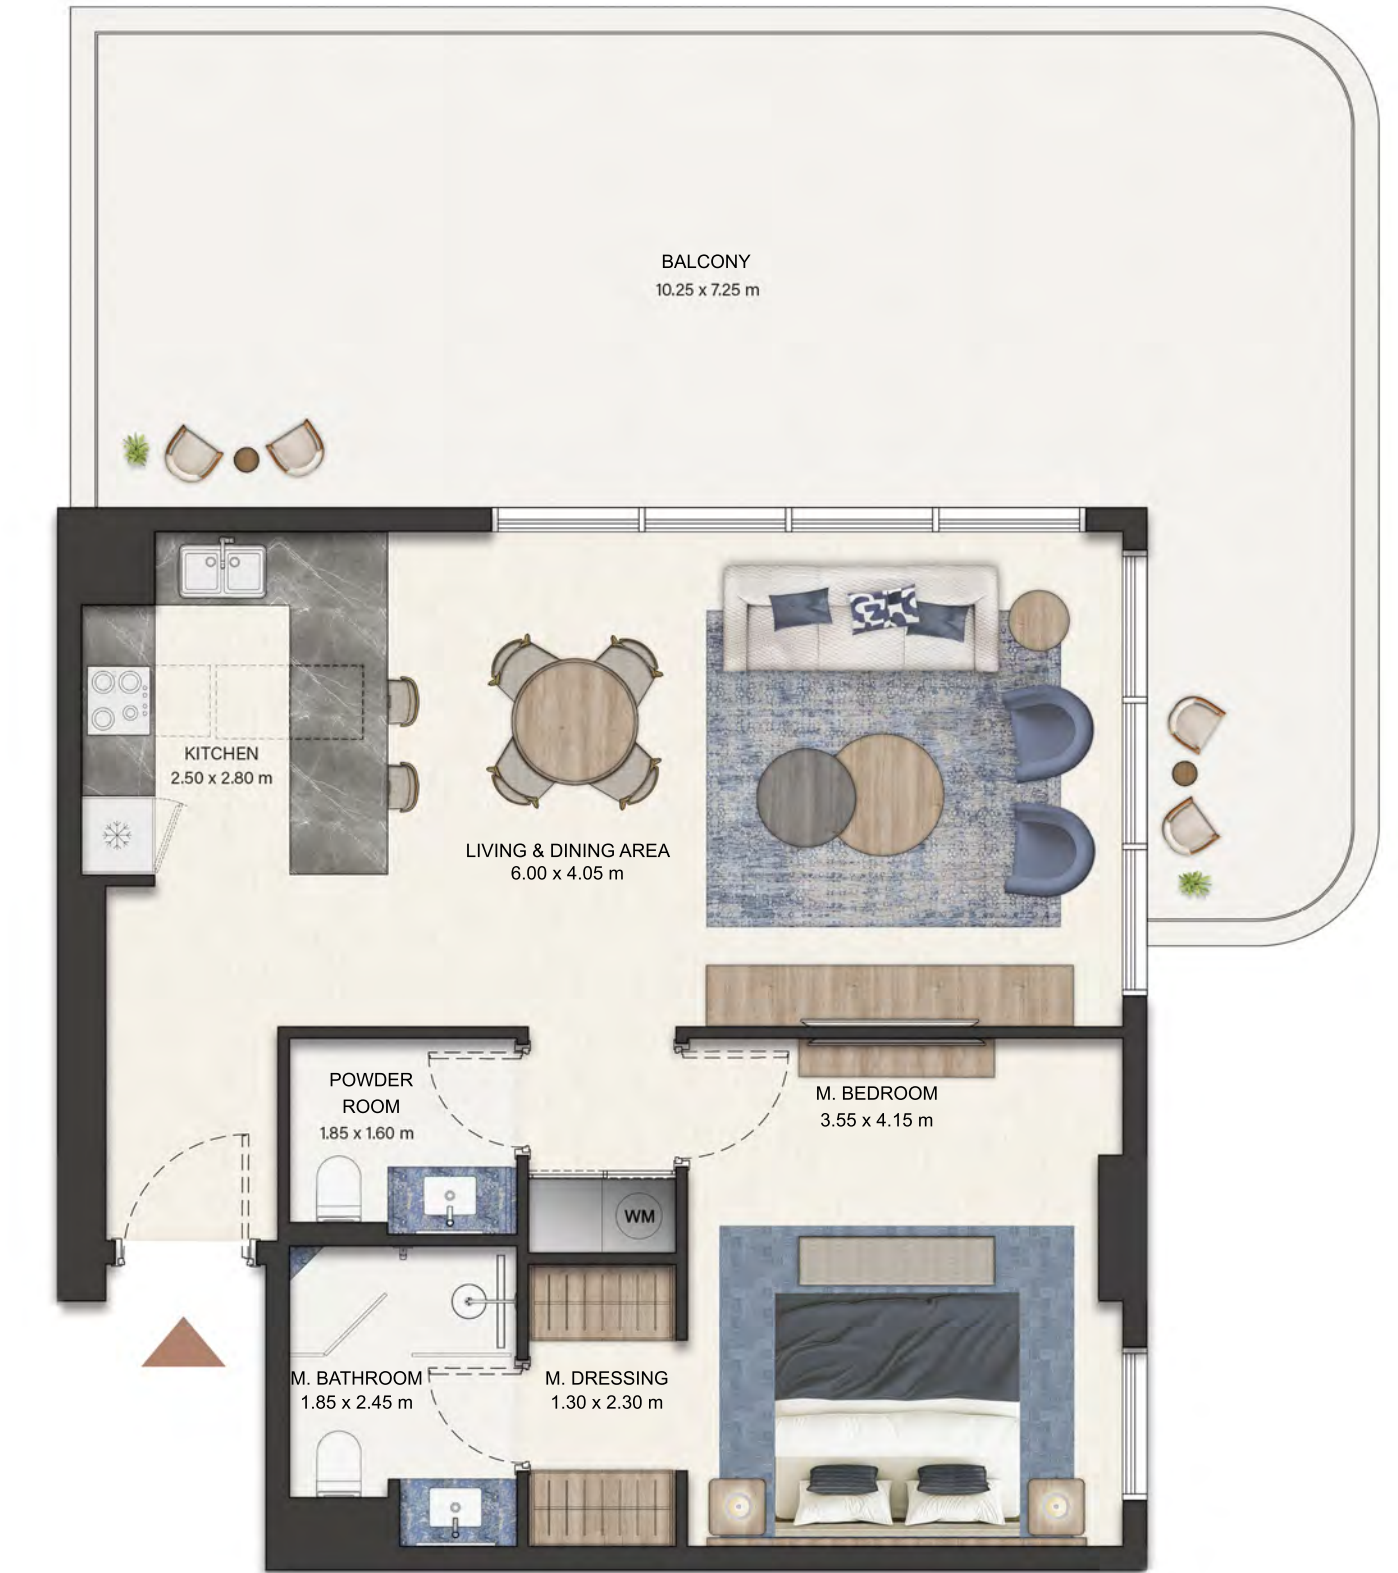 BALCONY
10.25 x 7.25 m
KITCHEN
2.50 x 2.80 m
LIVING & DINING AREA
6.00 x 4.05 m
POWDER
ROOM
1.85 x 1.60 m
M. BEDROOM
3.55 x 4.15 m
WM
M. BATHROOM
1.85 x 2.45 m
M. DRESSING
1.30 x 2.30 m